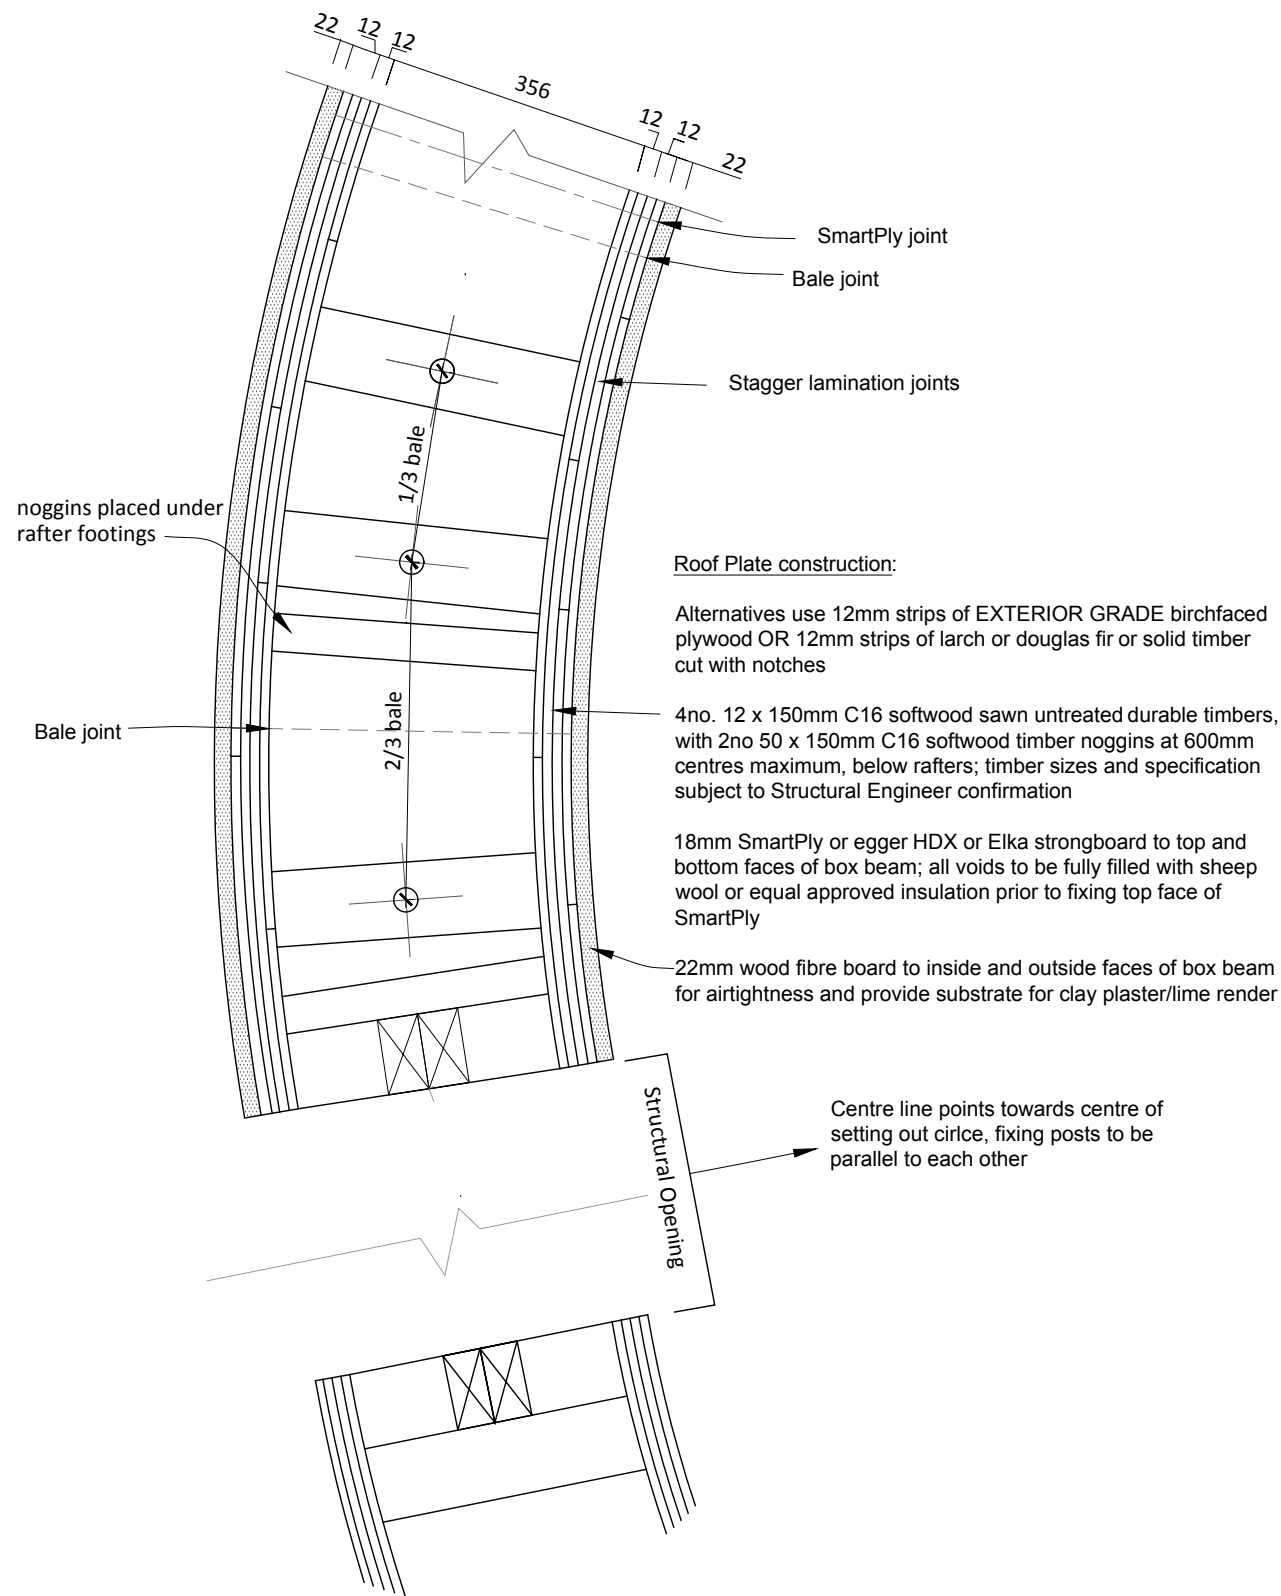 22
12
12
356
12
12
22
SmartPly joint
Bale joint
Stagger lamination joints
1/3 bale
noggins placed under
rafter footings
Roof Plate construction:
Alternatives use 12mm strips of EXTERIOR GRADE birchfaced
plywood OR 12mm strips of larch or douglas fir or solid timber
cut with notches
Bale joint
2/3 bale
4no. 12 x 150mm C16 softwood sawn untreated durable timbers,
with 2no 50 x 150mm C16 softwood timber noggins at 600mm
centres maximum, below rafters; timber sizes and specification
subject to Structural Engineer confirmation
18mm SmartPly or egger HDX or Elka strongboard to top and
bottom faces of box beam; all voids to be fully filled with sheep
wool or equal approved insulation prior to fixing top face of
SmartPly
22mm wood fibre board to inside and outside faces of box beam
for airtightness and provide substrate for clay plaster/lime render
Structural Opening
Centre line points towards centre of
setting out cirlce, fixing posts to be
parallel to each other